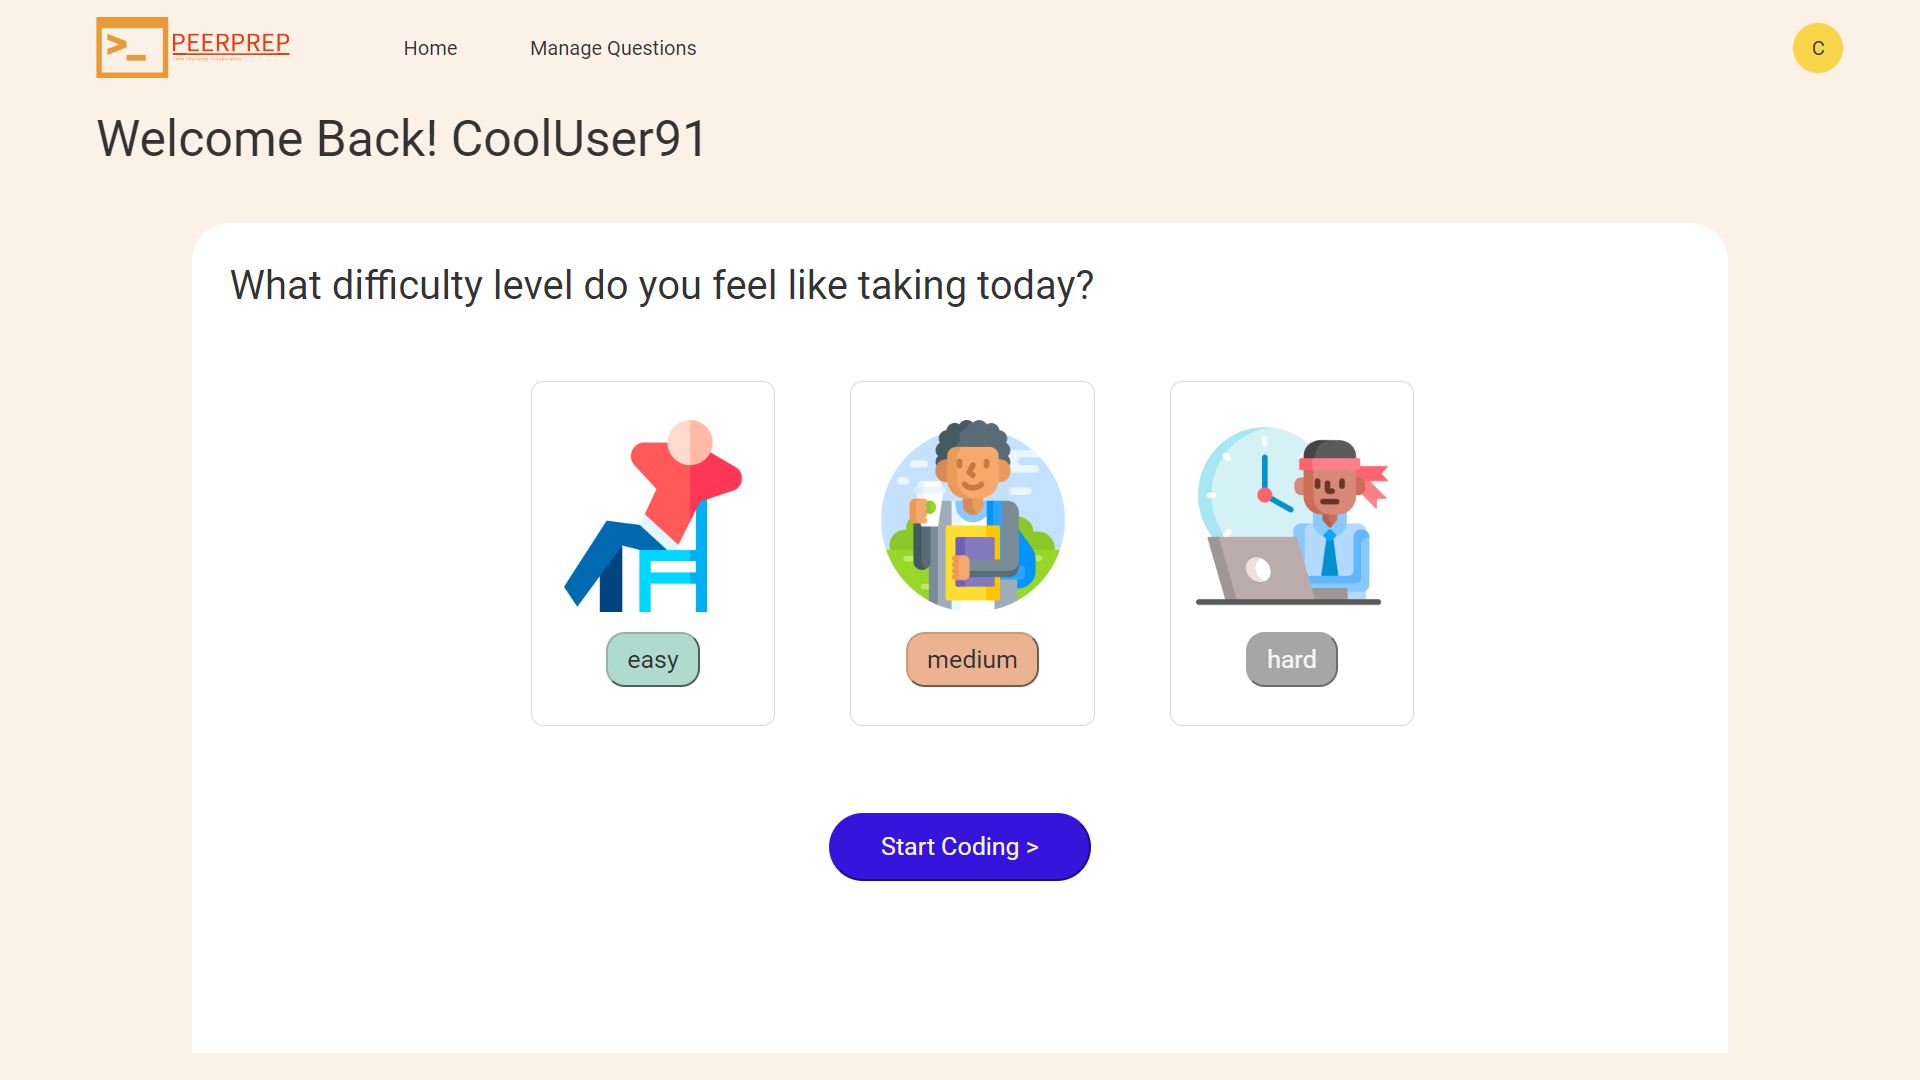 >_ PEERPREP
Home
Manage Questions
C
Welcome Back! CoolUser91
What difficulty level do you feel like taking today?
easy
medium
hard
Start Coding >